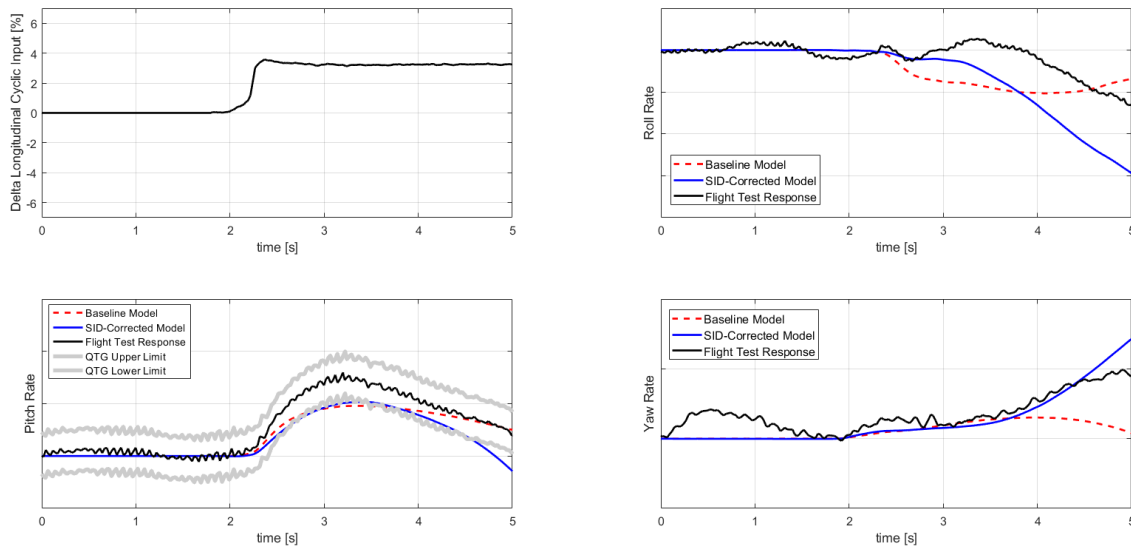 Delta Longitudinal Cyclic Input [%]
6
4
2
0
-2
-4
-6
0 1 2 3 4 5
time [s]
Roll Rate
Baseline Model
SID-Corrected Model
Flight Test Response
0 1 2 3 4 5
time [s]
Pitch Rate
Baseline Model
SID-Corrected Model
Flight Test Response
QTG Upper Limit
QTG Lower Limit
0 1 2 3 4 5
time [s]
Yaw Rate
Baseline Model
SID-Corrected Model
Flight Test Response
0 1 2 3 4 5
time [s]